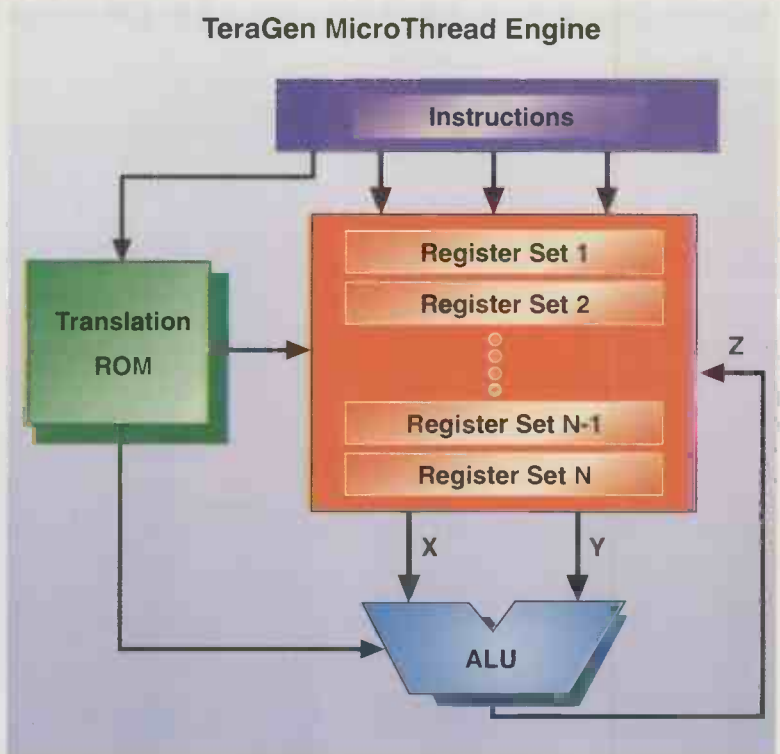 TeraGen MicroThread Engine
Instructions
Register Set 1
Register Set 2
Translation
ROM
Z
Register Set N-1
Register Set N
X
Y
ALU